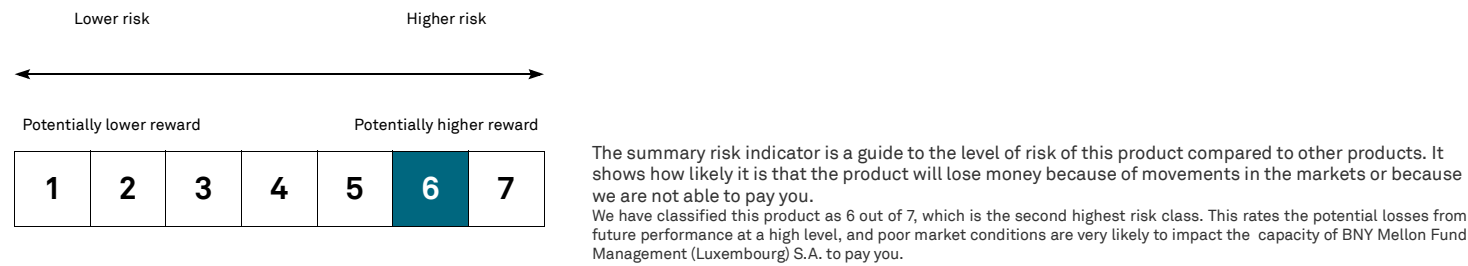 Lower risk
Higher risk
Potentially lower reward
Potentially higher reward
1 2 3 4 5 6 7
The summary risk indicator is a guide to the level of risk of this product compared to other products. It
shows how likely it is that the product will lose money because of movements in the markets or because
we are not able to pay you.
We have classified this product as 6 out of 7, which is the second highest risk class. This rates the potential losses from
future performance at a high level, and poor market conditions are very likely to impact the capacity of BNY Mellon Fund
Management (Luxembourg) S.A. to pay you.